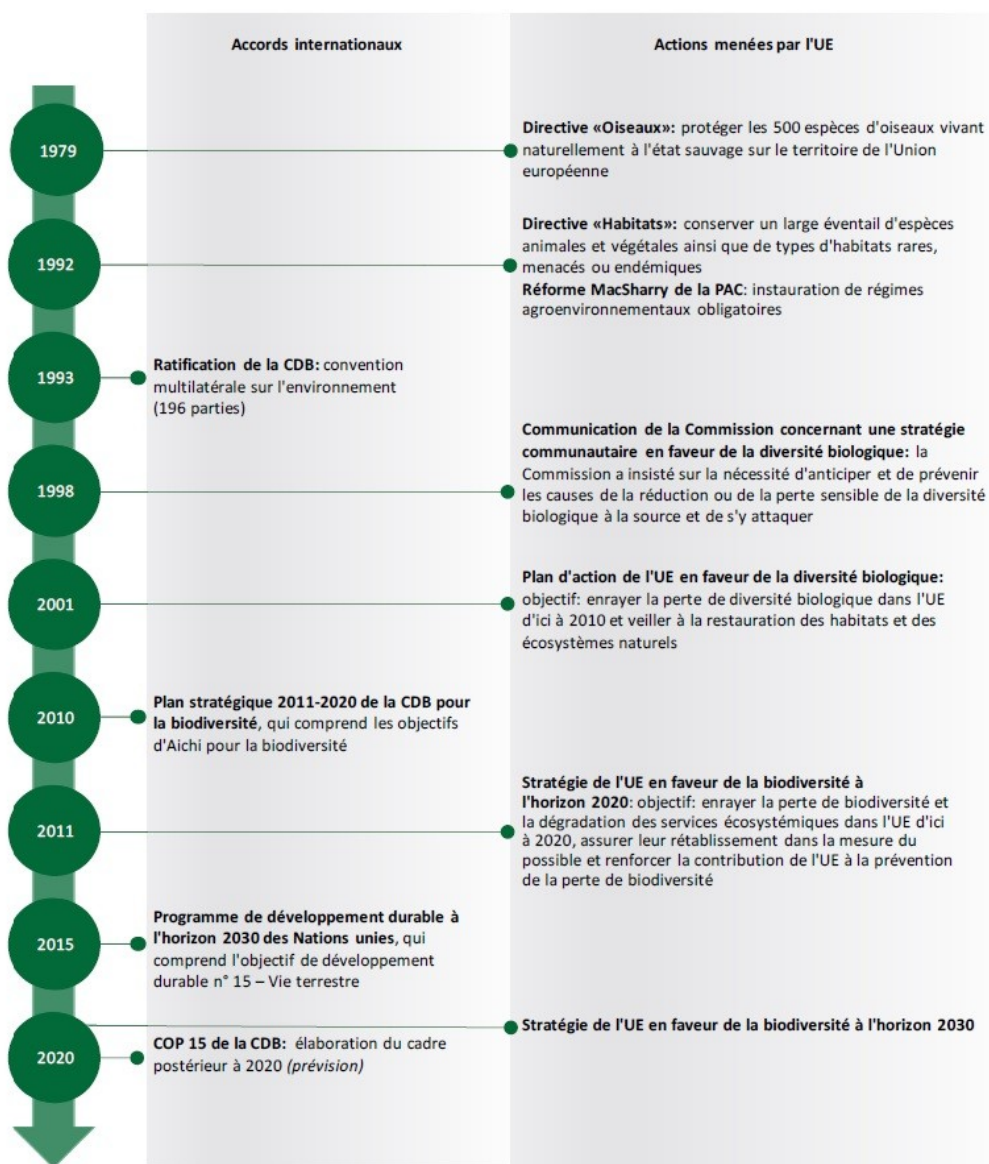 Accords internationaux
Actions menées par l'UE
1979
Directive «Oiseaux»: protéger les 500 espèces d'oiseaux vivant
naturellement à l'état sauvage sur le territoire de l'Union
européenne
1992
Directive «Habitats»: conserver un large éventail d'espèces
animales et végétales ainsi que de types d'habitats rares,
menacés ou endémiques
Réforme MacSharry de la PAC: instauration de régimes
agroenvironnementaux obligatoires
1993
Ratification de la CDB: convention
multilatérale sur l'environnement
(196 parties)
1998
Communication de la Commission concernant une stratégie
communautaire en faveur de la diversité biologique: la
Commission a insisté sur la nécessité d'anticiper et de prévenir
les causes de la réduction ou de la perte sensible de la diversité
biologique à la source et de s'y attaquer
2001
Plan d'action de l'UE en faveur de la diversité biologique:
objectif: enrayer la perte de diversité biologique dans l'UE
d'ici à 2010 et veiller à la restauration des habitats et des
écosystèmes naturels
2010
Plan stratégique 2011-2020 de la CDB pour
la biodiversité, qui comprend les objectifs
d'Aichi pour la biodiversité
2011
Stratégie de l'UE en faveur de la biodiversité à
l'horizon 2020: objectif: enrayer la perte de biodiversité et
la dégradation des services écosystémiques dans l'UE d'ici
à 2020, assurer leur rétablissement dans la mesure du
possible et renforcer la contribution de l'UE à la prévention
de la perte de biodiversité
2015
Programme de développement durable à
l'horizon 2030 des Nations unies, qui
comprend l'objectif de développement
durable n° 15 – Vie terrestre
2020
Stratégie de l'UE en faveur de la biodiversité à l'horizon 2030
COP 15 de la CDB: élaboration du cadre
postérieur à 2020 (prévision)